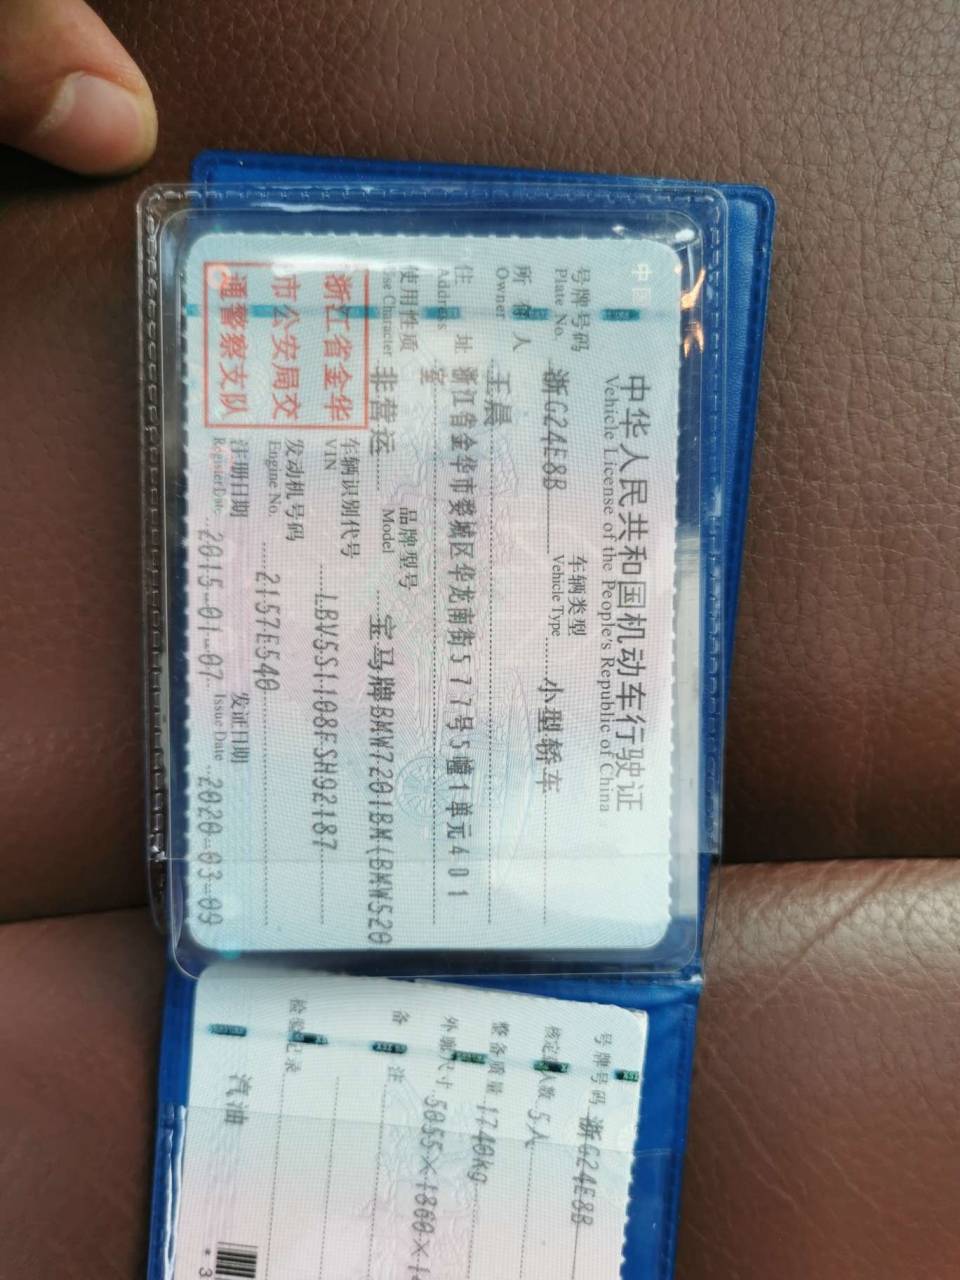 中华人民共和国机动车行驶证
Vehicle License of the People's Republic of China
号牌号码 浙G24E8B 车辆类型 小型轿车
Plate No. Vehicle Type
所有人 王晨
Owner
住址 浙江省金华市婺城区华龙南街577号5幢1单元401
Address 室
使用性质 非营运 品牌型号 宝马牌BMW7201BM(BMW520
Use Character Model
浙江省金华
市公安局交
通警察支队
车辆识别代号 LBV5S1108FSH92187
VIN
发动机号码 2157E540
Engine No.
注册日期 2015-01-07 发证日期 2020-03-09
Register Date Issue Date
号牌号码 浙G24E8B
核定载人数 5人
整备质量 1740kg
外廓尺寸 5055×1860×1
备注
检验记录
汽油
*3